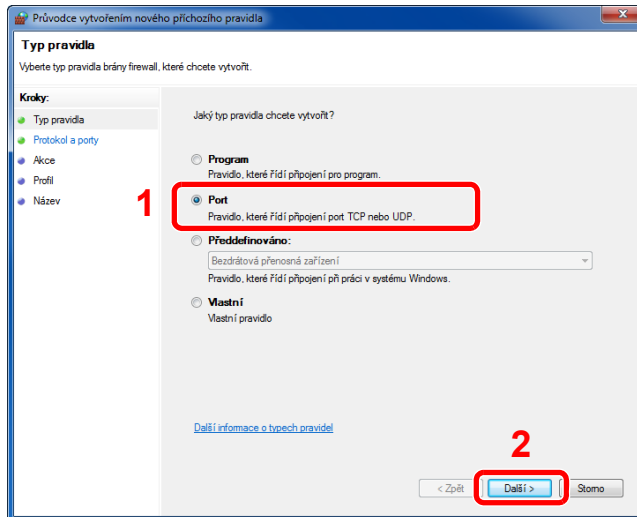 Průvodce vytvořením nového příchozího pravidla
Typ pravidla
Vyberte typ pravidla brány firewall, které chcete vytvořit.
Kroky:
Typ pravidla
Protokol a porty
Akce
Profil
Název
Jaký typ pravidla chcete vytvořit?
Program
Pravidlo, které řídí připojení pro program.
1
Port
Pravidlo, které řídí připojení port TCP nebo UDP.
Předdefinováno:
Bezdrátová přenosná zařízení
Pravidlo, které řídí připojení při práci v systému Windows.
Vlastní
Vlastní pravidlo
Další informace o typech pravidel
2
< Zpět
Další >
Storno